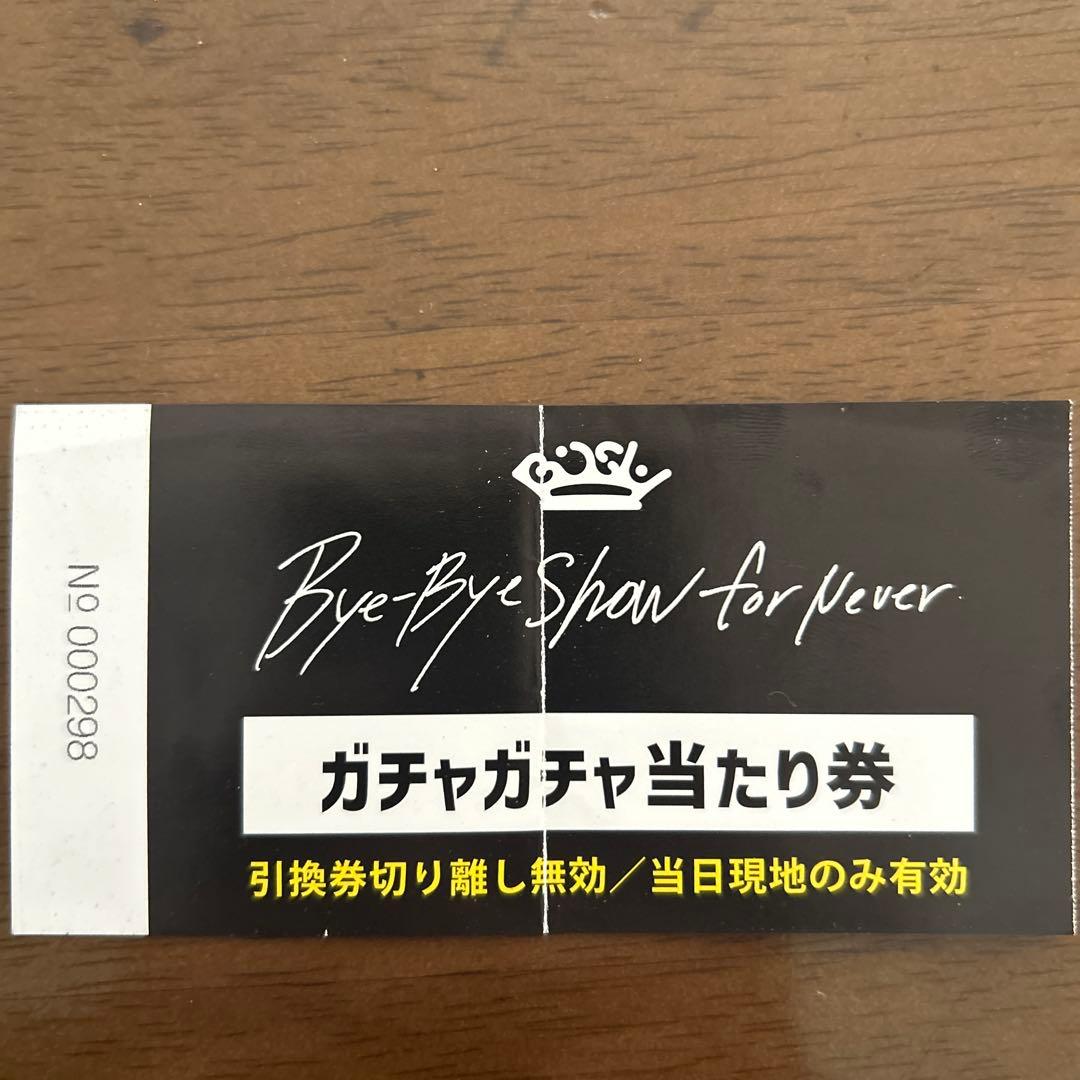 BiSH
Bye-Bye Show for Never
ガチャガチャ当たり券
引換券切り離し無効／当日現地のみ有効
№ 000298